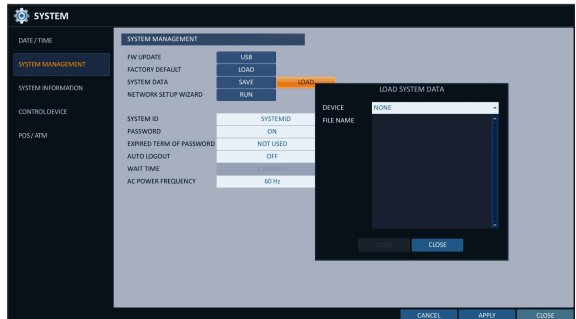 SYSTEM
DATE / TIME
SYSTEM MANAGEMENT
SYSTEM INFORMATION
CONTROL DEVICE
POS / ATM
SYSTEM MANAGEMENT
FW UPDATE USB
FACTORY DEFAULT LOAD
SYSTEM DATA SAVE LOAD
NETWORK SETUP WIZARD RUN
SYSTEM ID SYSTEMID
PASSWORD ON
EXPIRED TERM OF PASSWORD NOT USED
AUTO LOGOUT OFF
WAIT TIME
AC POWER FREQUENCY 60 Hz
LOAD SYSTEM DATA
DEVICE NONE
FILE NAME
LOAD CLOSE
CANCEL APPLY CLOSE